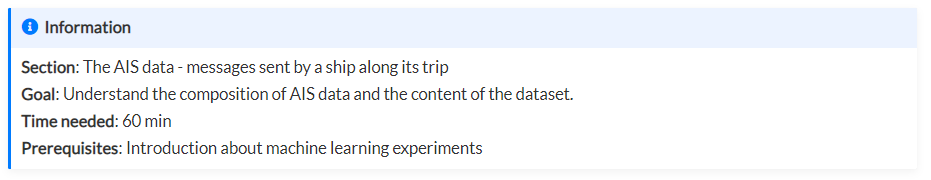 Information
Section: The AIS data - messages sent by a ship along its trip
Goal: Understand the composition of AIS data and the content of the dataset.
Time needed: 60 min
Prerequisites: Introduction about machine learning experiments